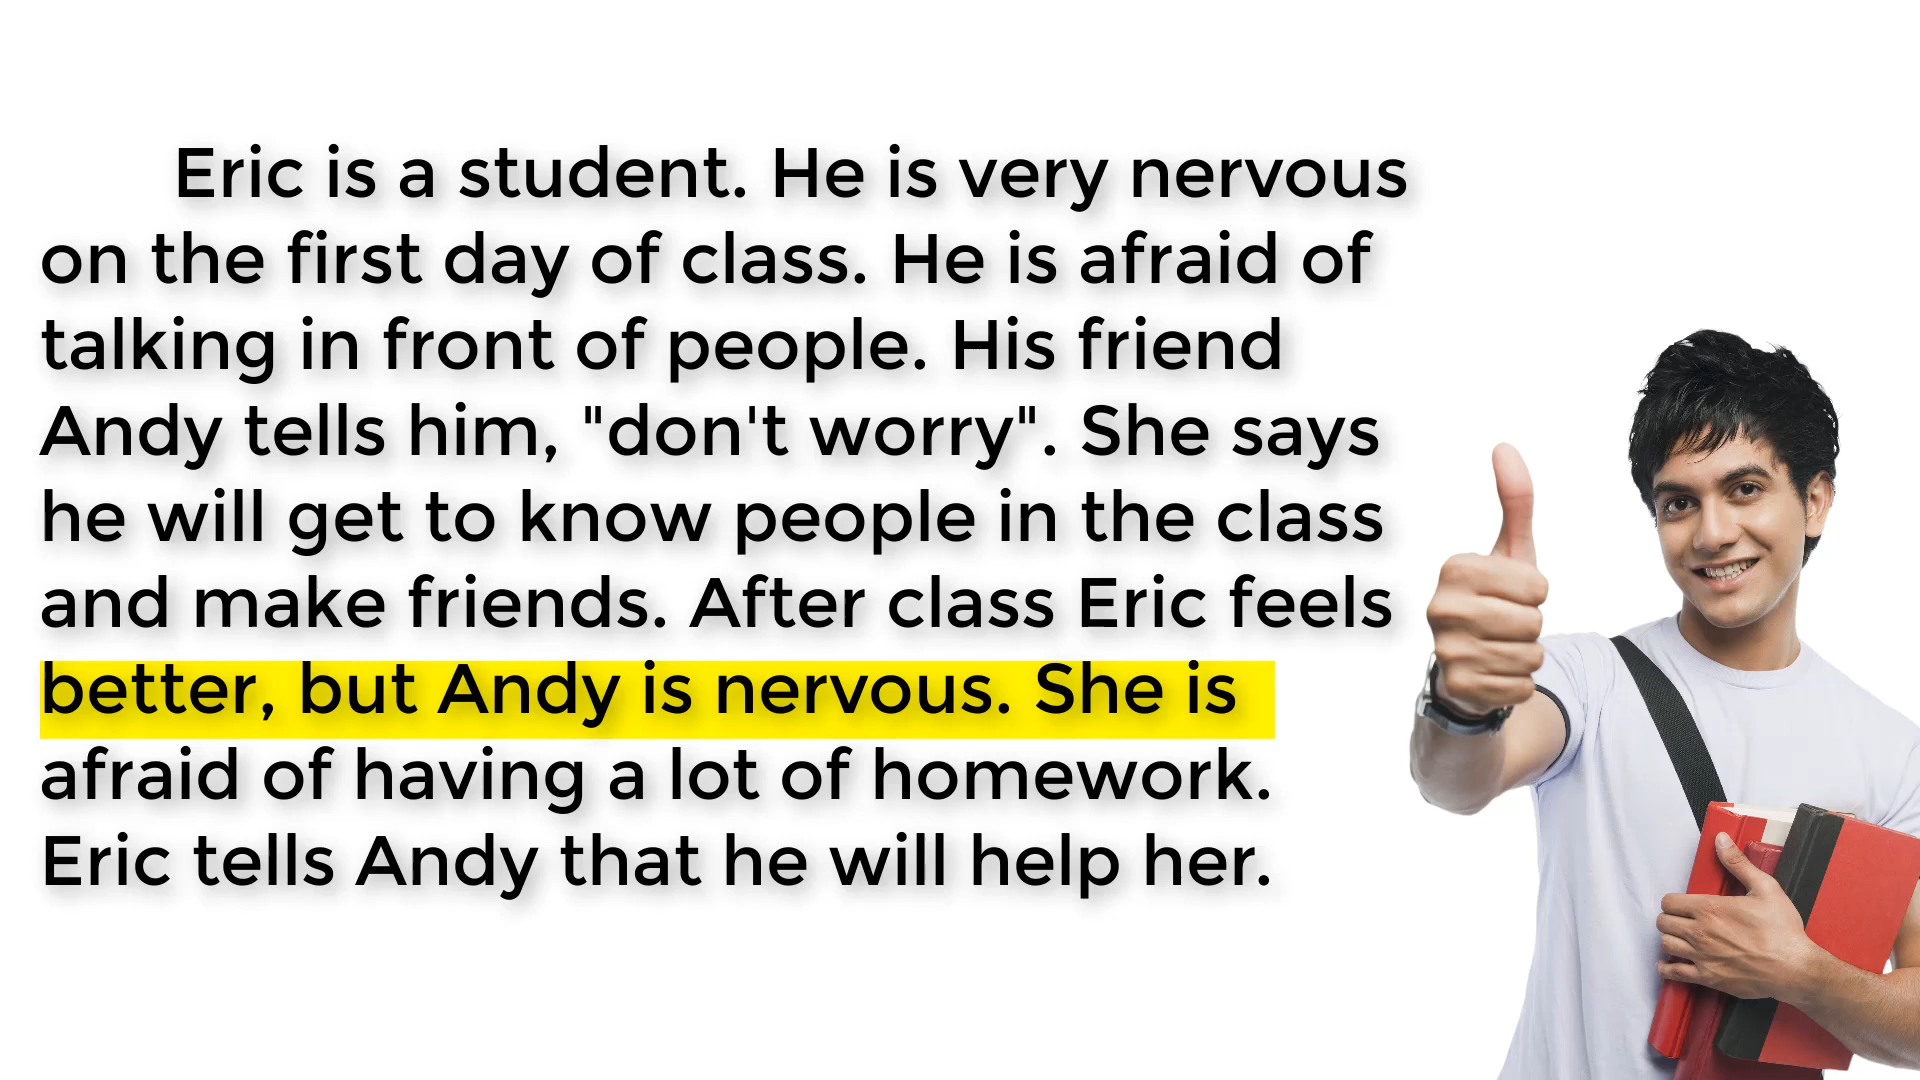 Eric is a student. He is very nervous
on the first day of class. He is afraid of
talking in front of people. His friend
Andy tells him, "don't worry". She says
he will get to know people in the class
and make friends. After class Eric feels
better, but Andy is nervous. She is
afraid of having a lot of homework.
Eric tells Andy that he will help her.